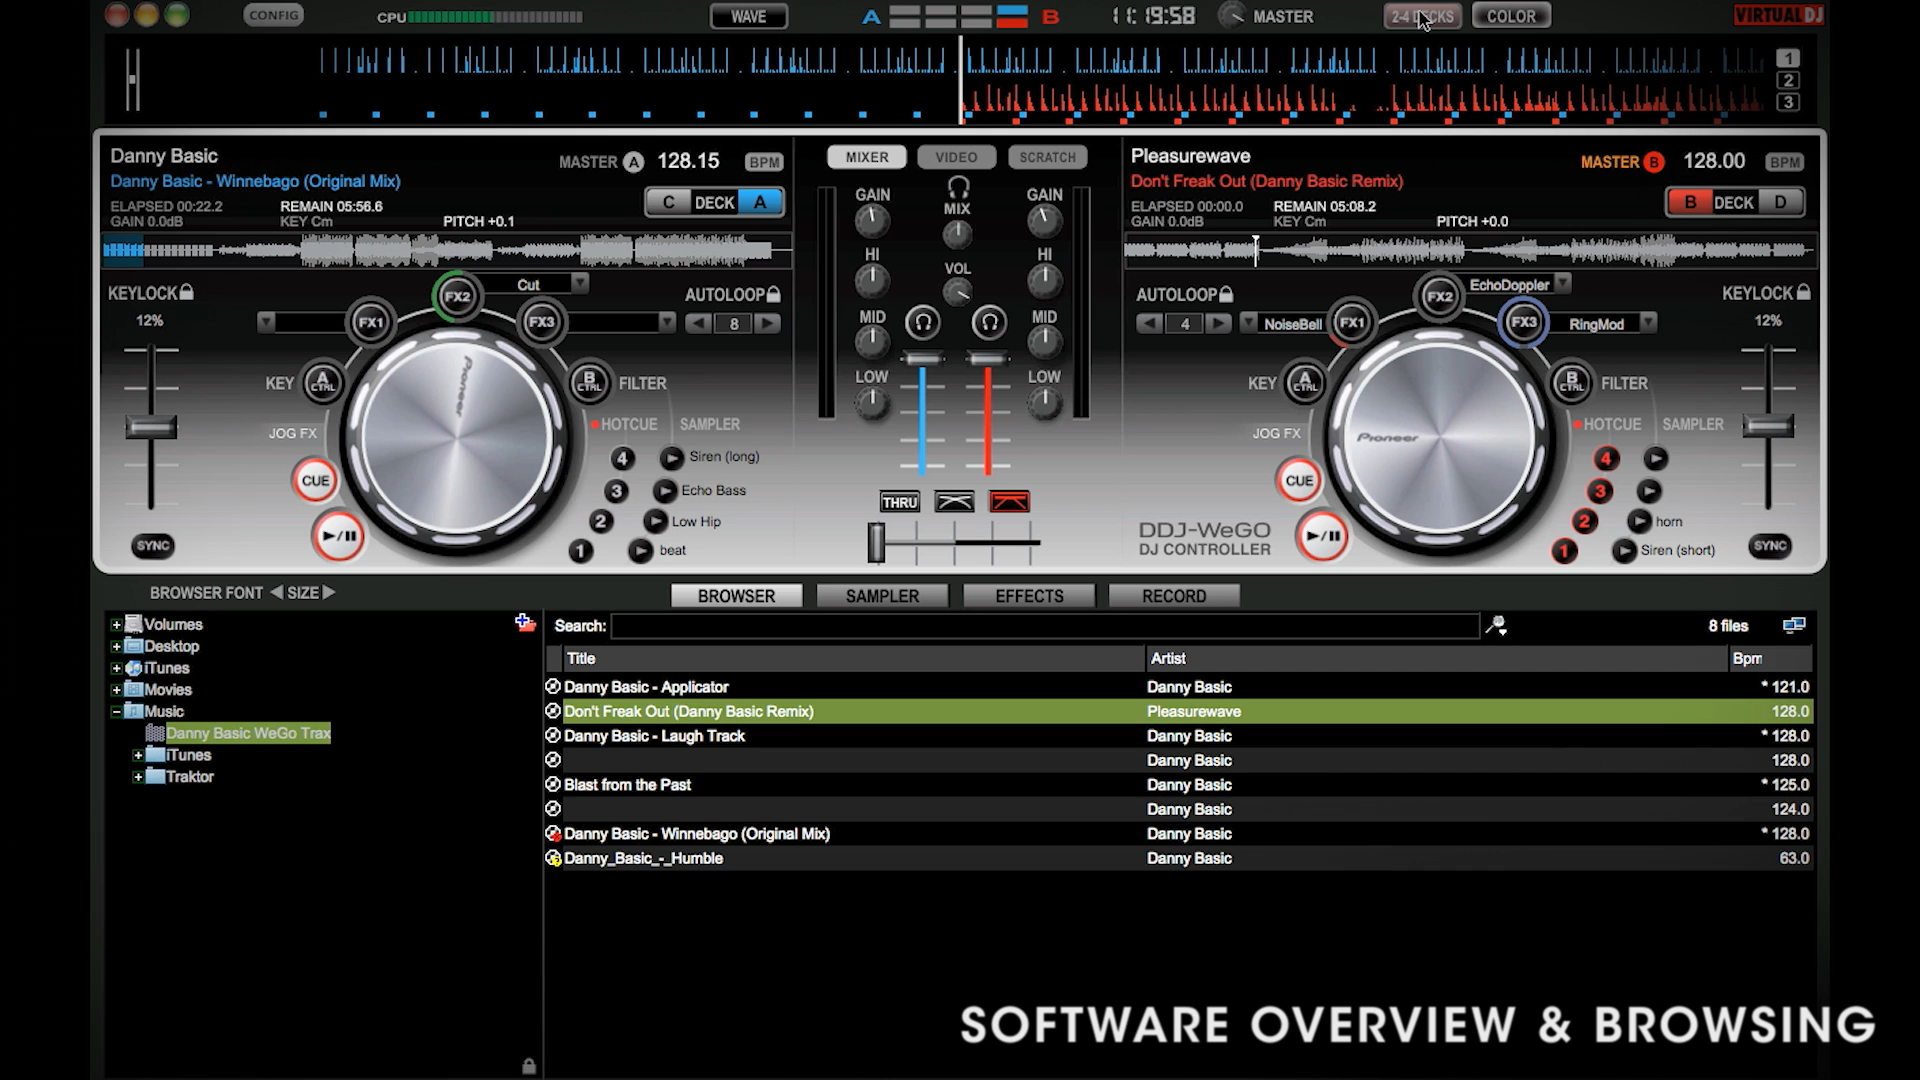 CONFIG
CPU
WAVE
A
B
11:19:58
MASTER
2-4 DECKS
COLOR
VIRTUALDJ
1
2
3
Danny Basic
MASTER A 128.15 BPM
Danny Basic - Winnebago (Original Mix)
C DECK A
ELAPSED 00:22.2 REMAIN 05:56.6
GAIN 0.0dB KEY Cm PITCH +0.1
KEYLOCK
12%
Cut
FX1
FX2
FX3
AUTOLOOP
8
KEY
A CTRL
B CTRL
FILTER
Pioneer
JOG FX
HOTCUE SAMPLER
4 Siren (long)
3 Echo Bass
2 Low Hip
1 beat
CUE
SYNC
MIXER VIDEO SCRATCH
GAIN MIX GAIN
HI VOL HI
MID MID
LOW LOW
THRU
Pleasurewave
MASTER B 128.00 BPM
Don't Freak Out (Danny Basic Remix)
B DECK D
ELAPSED 00:00.0 REMAIN 05:08.2
GAIN 0.0dB KEY Cm PITCH +0.0
AUTOLOOP
4
NoiseBell
FX1
FX2
EchoDoppler
FX3
RingMod
KEYLOCK
12%
KEY
A CTRL
B CTRL
FILTER
Pioneer
JOG FX
HOTCUE SAMPLER
4
3
2 horn
1 Siren (short)
CUE
DDJ-WeGO
DJ CONTROLLER
SYNC
BROWSER FONT SIZE
BROWSER SAMPLER EFFECTS RECORD
Volumes
Desktop
iTunes
Movies
Music
Danny Basic WeGo Trax
iTunes
Traktor
Search:
8 files
Title Artist Bpm
Danny Basic - Applicator Danny Basic * 121.0
Don't Freak Out (Danny Basic Remix) Pleasurewave 128.0
Danny Basic - Laugh Track Danny Basic * 128.0
Danny Basic 128.0
Blast from the Past Danny Basic * 125.0
Danny Basic 124.0
Danny Basic - Winnebago (Original Mix) Danny Basic * 128.0
Danny_Basic_-_Humble Danny Basic 63.0
SOFTWARE OVERVIEW & BROWSING